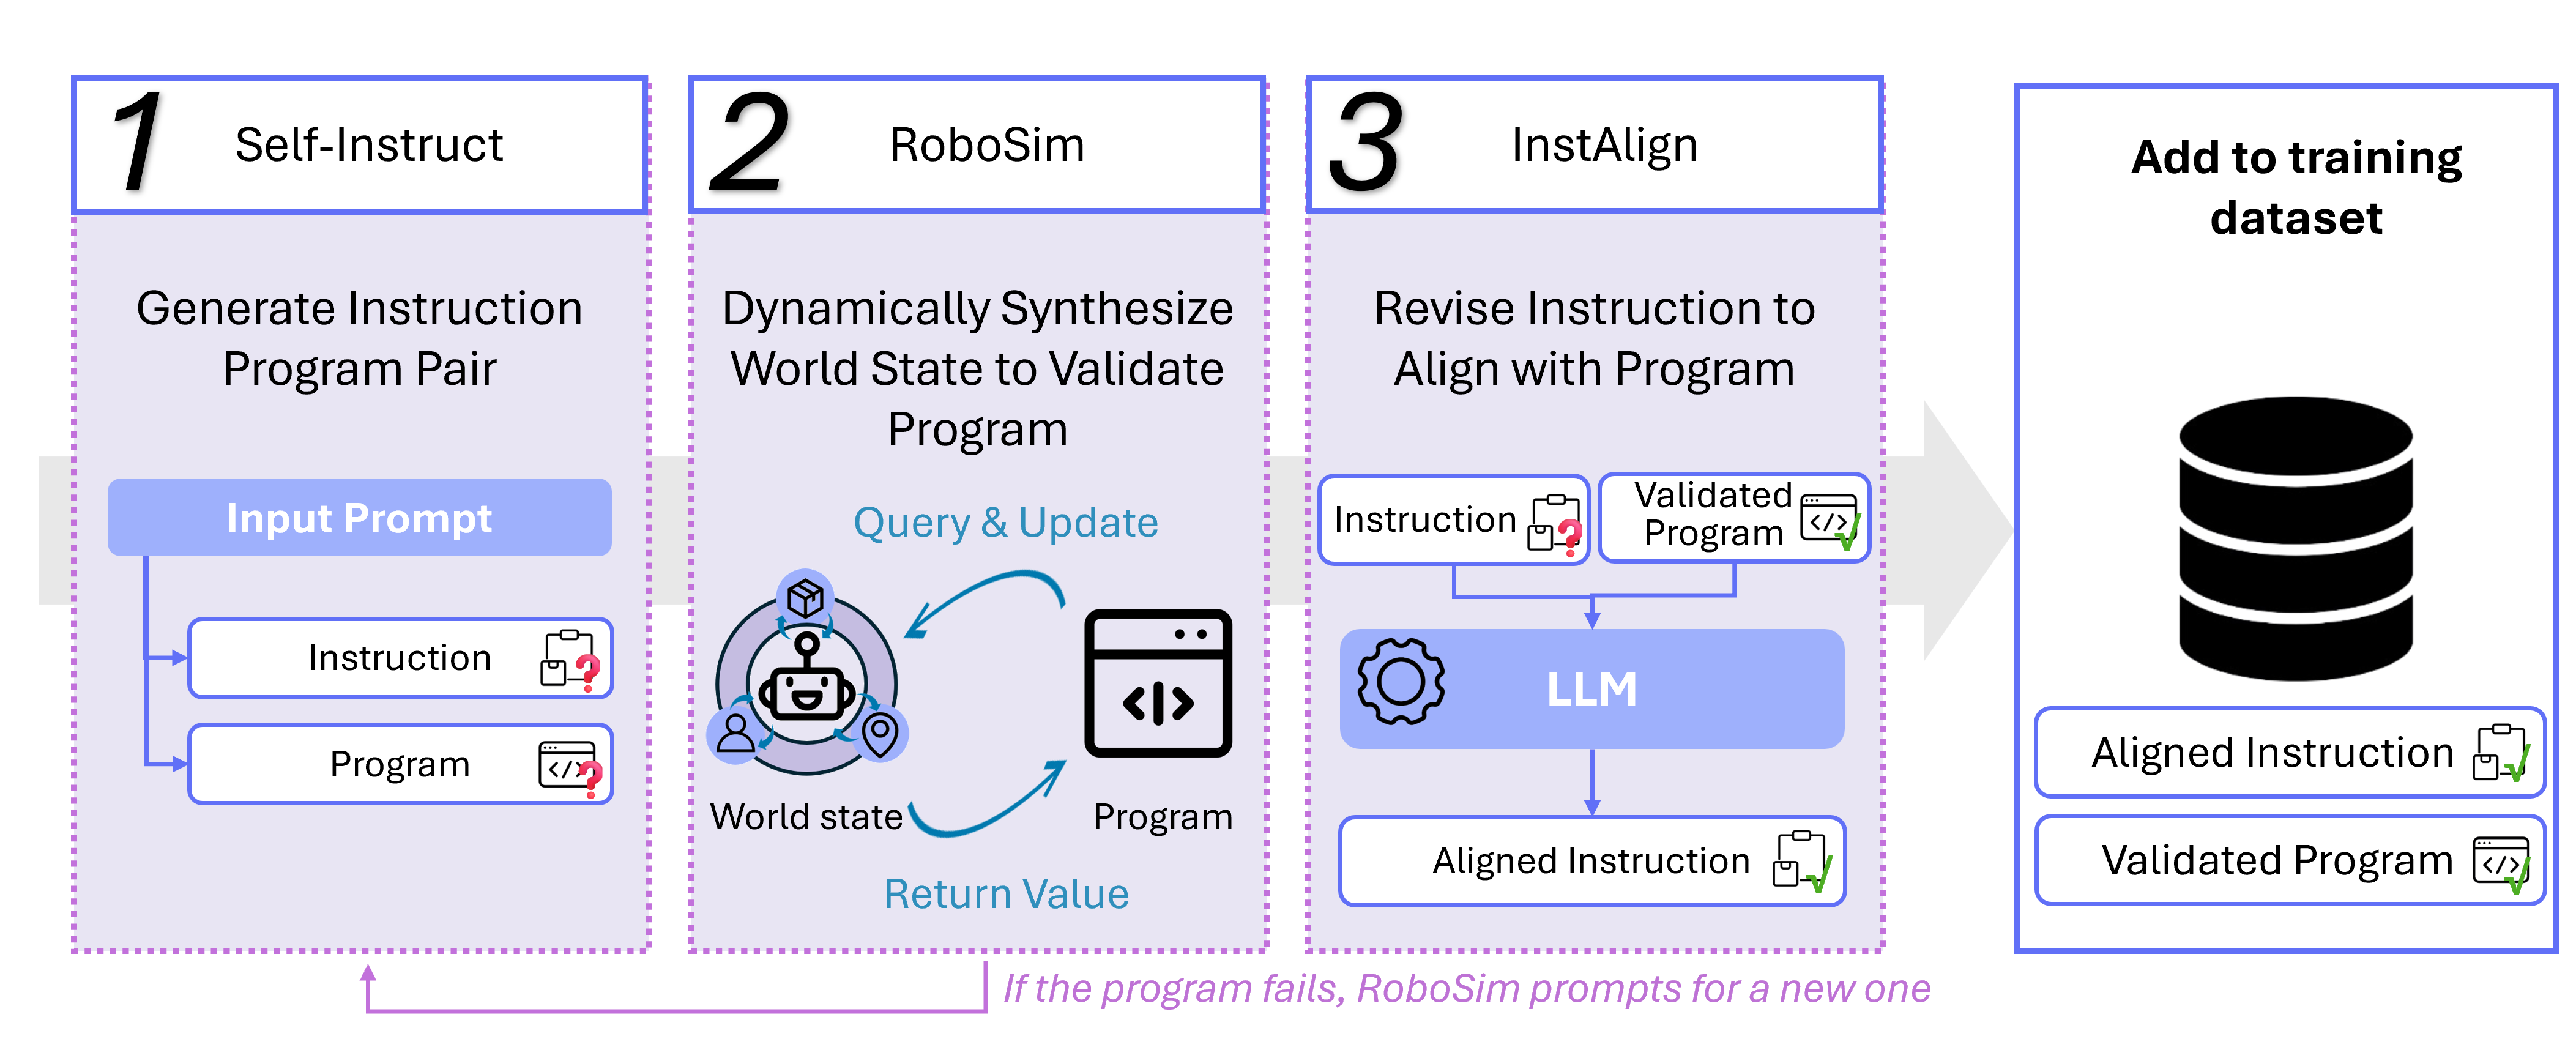 1
Self-Instruct
Generate Instruction
Program Pair
Input Prompt
Instruction
?
Program
</>
?
2
RoboSim
Dynamically Synthesize
World State to Validate
Program
Query & Update
World state
Program
Return Value
3
InstAlign
Revise Instruction to
Align with Program
Instruction
?
Validated
Program
</>
LLM
Aligned Instruction
If the program fails, RoboSim prompts for a new one
Add to training
dataset
Aligned Instruction
Validated Program
</>